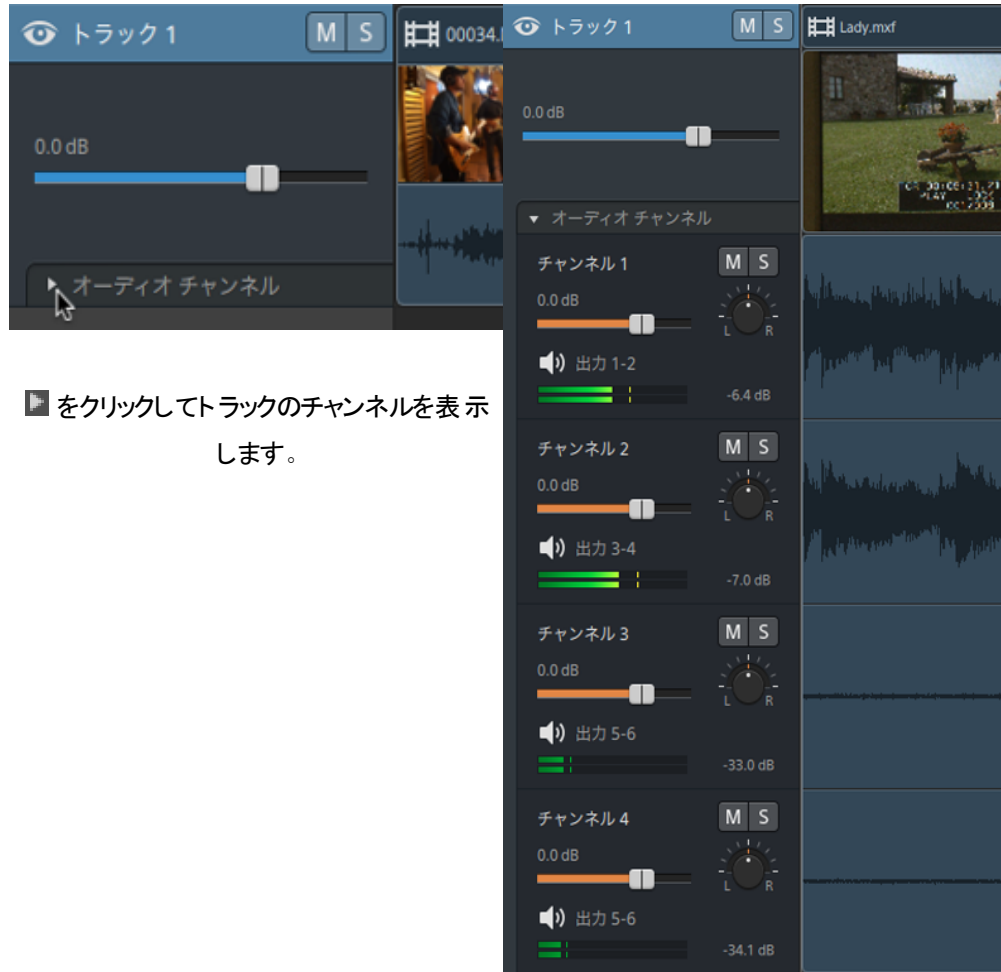 トラック 1
M S
00034.
0.0 dB
オーディオ チャンネル
をクリックしてトラックのチャンネルを表示
します。
トラック 1
M S
Lady.mxf
0.0 dB
オーディオ チャンネル
チャンネル 1
M S
0.0 dB
L R
出力 1-2
-6.4 dB
チャンネル 2
M S
0.0 dB
L R
出力 3-4
-7.0 dB
チャンネル 3
M S
0.0 dB
L R
出力 5-6
-33.0 dB
チャンネル 4
M S
0.0 dB
L R
出力 5-6
-34.1 dB